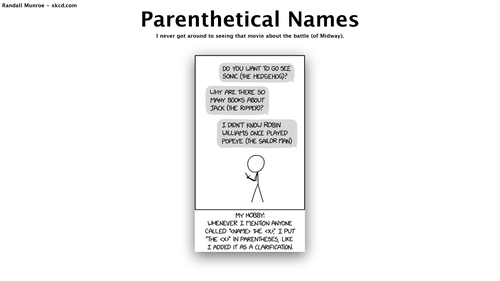 Randall Munroe - xkcd.com
Parenthetical Names
I never got around to seeing that movie about the battle (of Midway).
DO YOU WANT TO GO SEE
SONIC (THE HEDGEHOG)?
WHY ARE THERE SO
MANY BOOKS ABOUT
JACK (THE RIPPER)?
I DIDN'T KNOW ROBIN
WILLIAMS ONCE PLAYED
POPEYE (THE SAILOR MAN)
MY HOBBY:
WHENEVER I MENTION ANYONE
CALLED "<NAME> THE <X>", I PUT
"THE <X>" IN PARENTHESES, LIKE
I ADDED IT AS A CLARIFICATION.